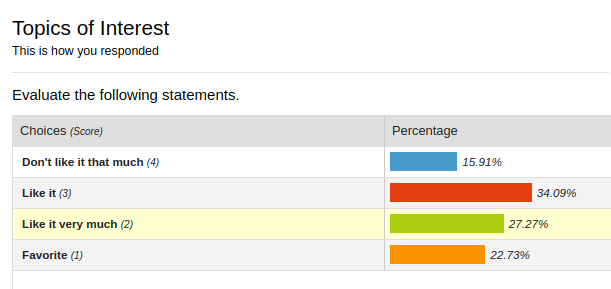 Topics of Interest
This is how you responded
Evaluate the following statements.
Choices (Score) Percentage
Don't like it that much (4) 15.91%
Like it (3) 34.09%
Like it very much (2) 27.27%
Favorite (1) 22.73%